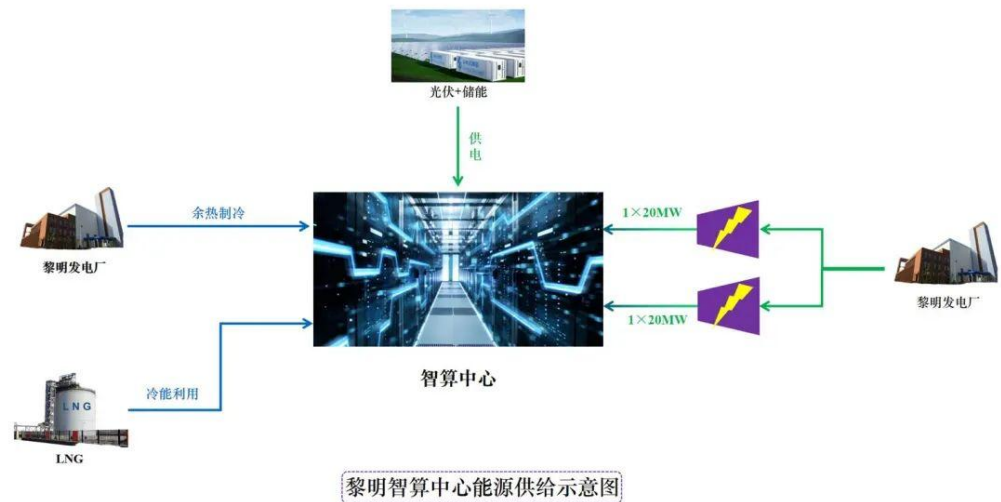 光伏+储能
供电
余热制冷
黎明发电厂
1×20MW
1×20MW
黎明发电厂
智算中心
冷能利用
LNG
LNG
黎明智算中心能源供给示意图